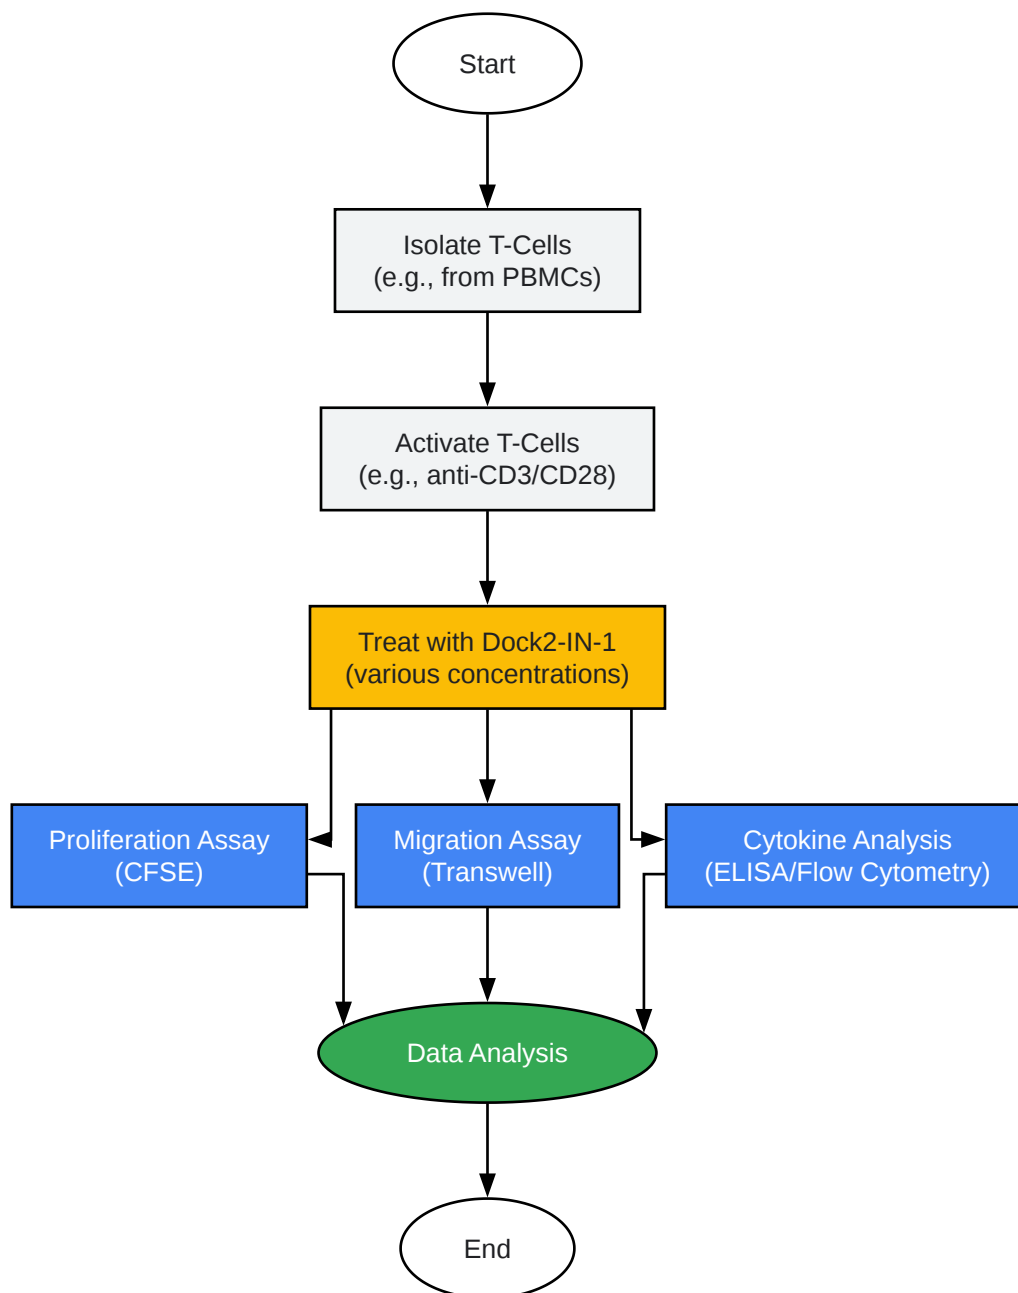 Start
Isolate T-Cells
(e.g., from PBMCs)
Activate T-Cells
(e.g., anti-CD3/CD28)
Treat with Dock2-IN-1
(various concentrations)
Proliferation Assay
(CFSE)
Migration Assay
(Transwell)
Cytokine Analysis
(ELISA/Flow Cytometry)
Data Analysis
End